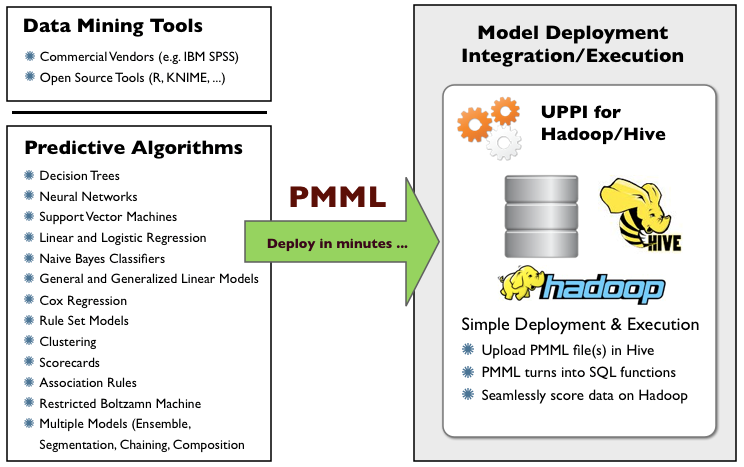 Data Mining Tools
Commercial Vendors (e.g. IBM SPSS)
Open Source Tools (R, KNIME, ...)
Predictive Algorithms
Decision Trees
Neural Networks
Support Vector Machines
Linear and Logistic Regression
Naive Bayes Classifiers
General and Generalized Linear Models
Cox Regression
Rule Set Models
Clustering
Scorecards
Association Rules
Restricted Boltzamn Machine
Multiple Models (Ensemble,
Segmentation, Chaining, Composition
PMML
Deploy in minutes ...
Model Deployment
Integration/Execution
UPPI for
Hadoop/Hive
HIVE
hadoop
Simple Deployment & Execution
Upload PMML file(s) in Hive
PMML turns into SQL functions
Seamlessly score data on Hadoop